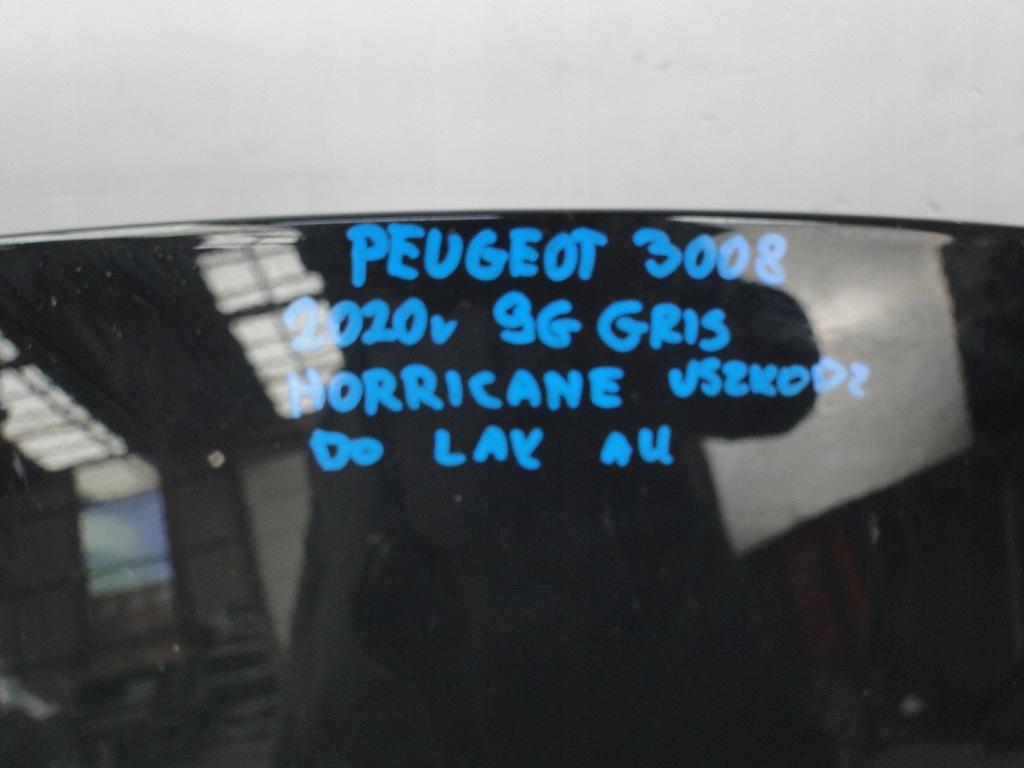 PEUGEOT 3008
2020r 9G GRIS
HORRICANE USZKODZ
DO LAK AU